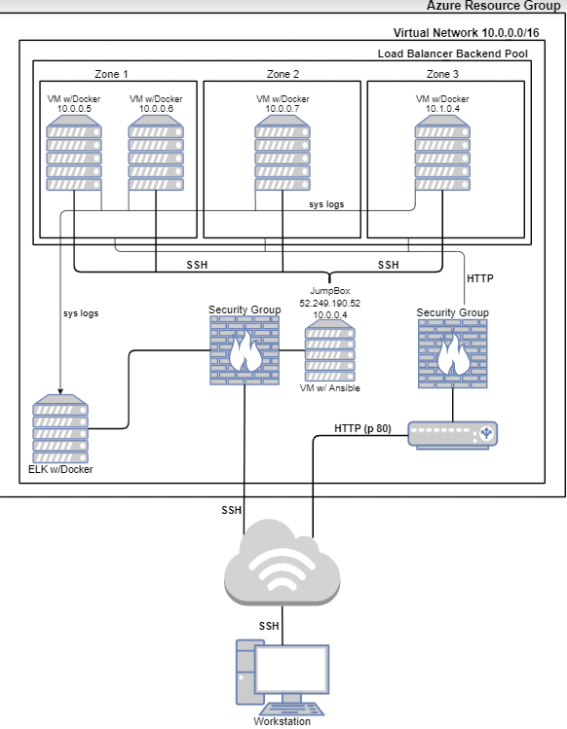 Azure Resource Group
Virtual Network 10.0.0.0/16
Load Balancer Backend Pool
Zone 1
Zone 2
Zone 3
VM w/Docker
10.0.0.5
VM w/Docker
10.0.0.6
VM w/Docker
10.0.0.7
VM w/Docker
10.1.0.4
sys logs
SSH
SSH
HTTP
sys logs
JumpBox
52.249.190.52
10.0.0.4
Security Group
Security Group
VM w/ Ansible
HTTP (p 80)
ELK w/Docker
SSH
SSH
Workstation